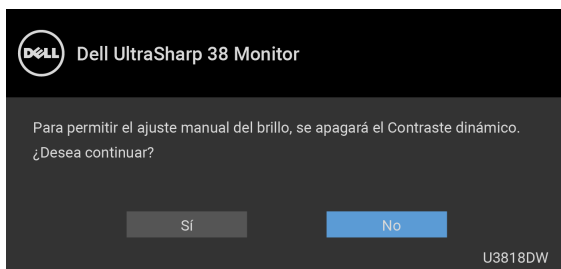 DELL
Dell UltraSharp 38 Monitor
Para permitir el ajuste manual del brillo, se apagará el Contraste dinámico.
¿Desea continuar?
Sí
No
U3818DW